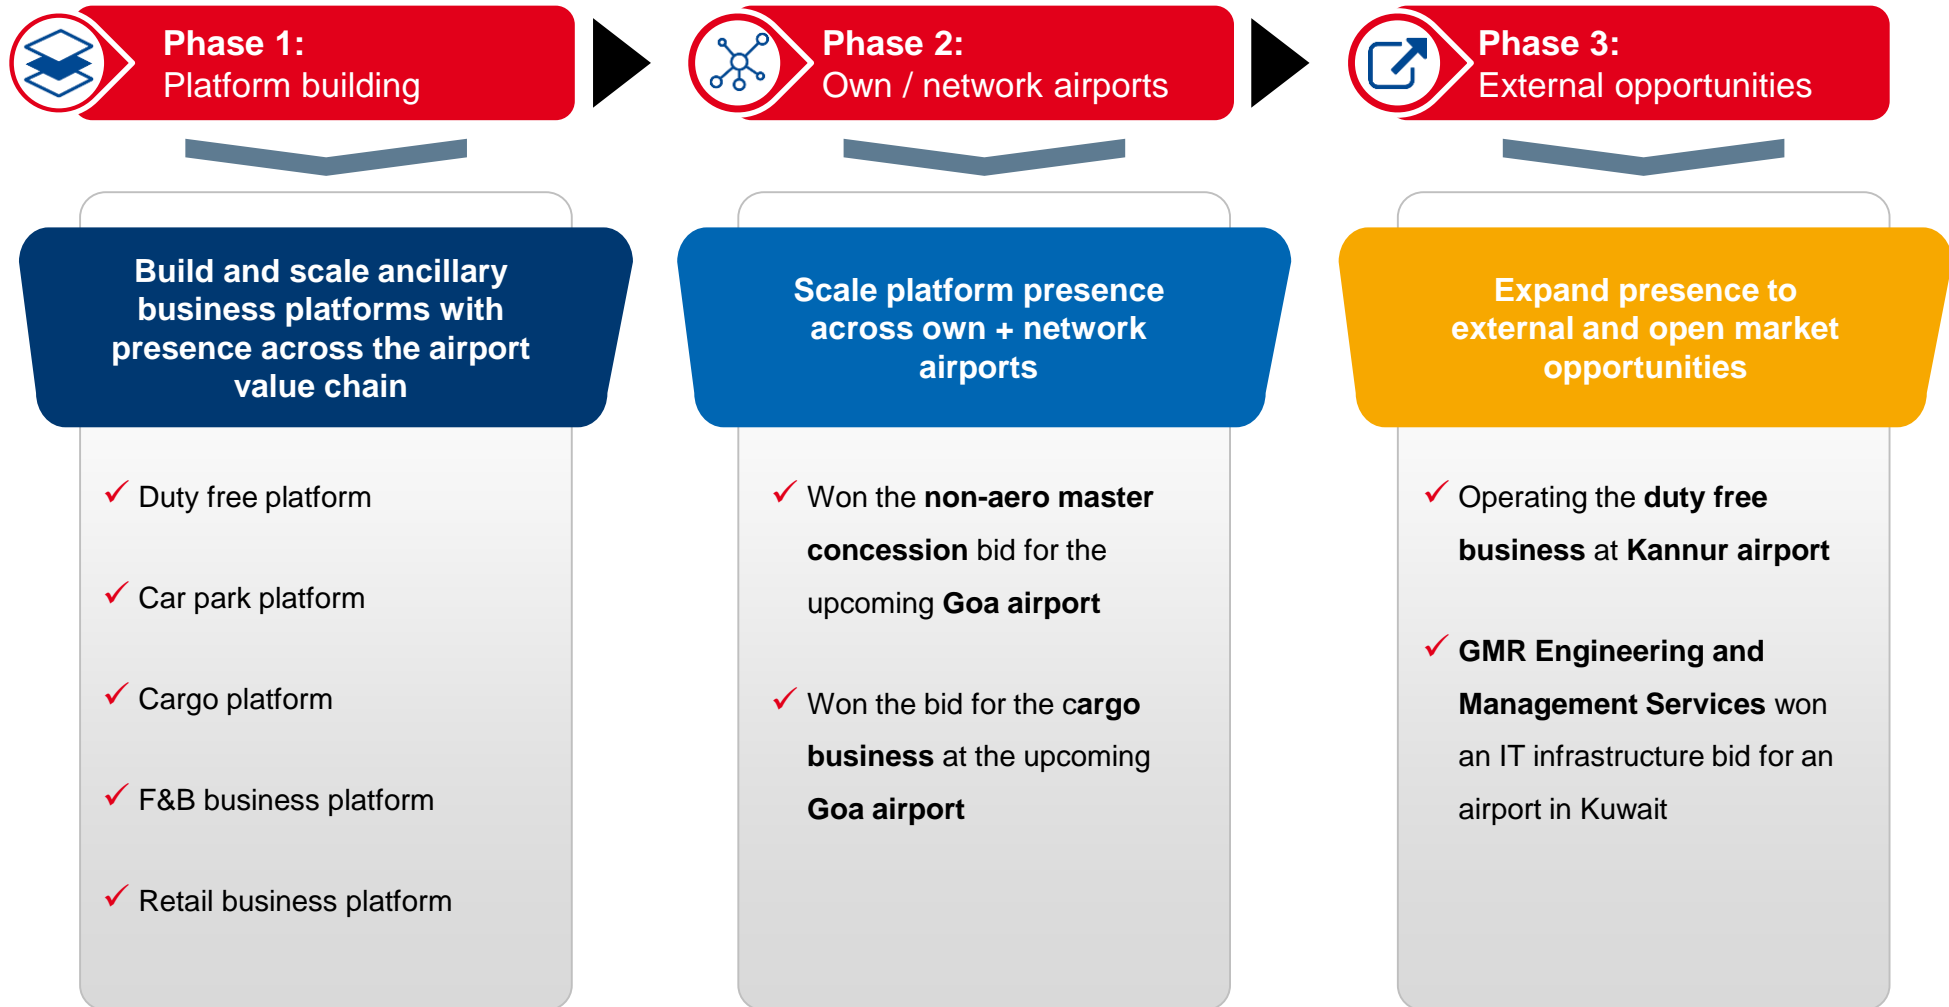 Phase 1:
Platform building
Phase 2:
Own / network airports
Phase 3:
External opportunities
Build and scale ancillary
business platforms with
presence across the airport
value chain
Duty free platform
Car park platform
Cargo platform
F&B business platform
Retail business platform
Scale platform presence
across own + network
airports
Won the non-aero master
concession bid for the
upcoming Goa airport
Won the bid for the cargo
business at the upcoming
Goa airport
Expand presence to
external and open market
opportunities
Operating the duty free
business at Kannur airport
GMR Engineering and
Management Services won
an IT infrastructure bid for an
airport in Kuwait